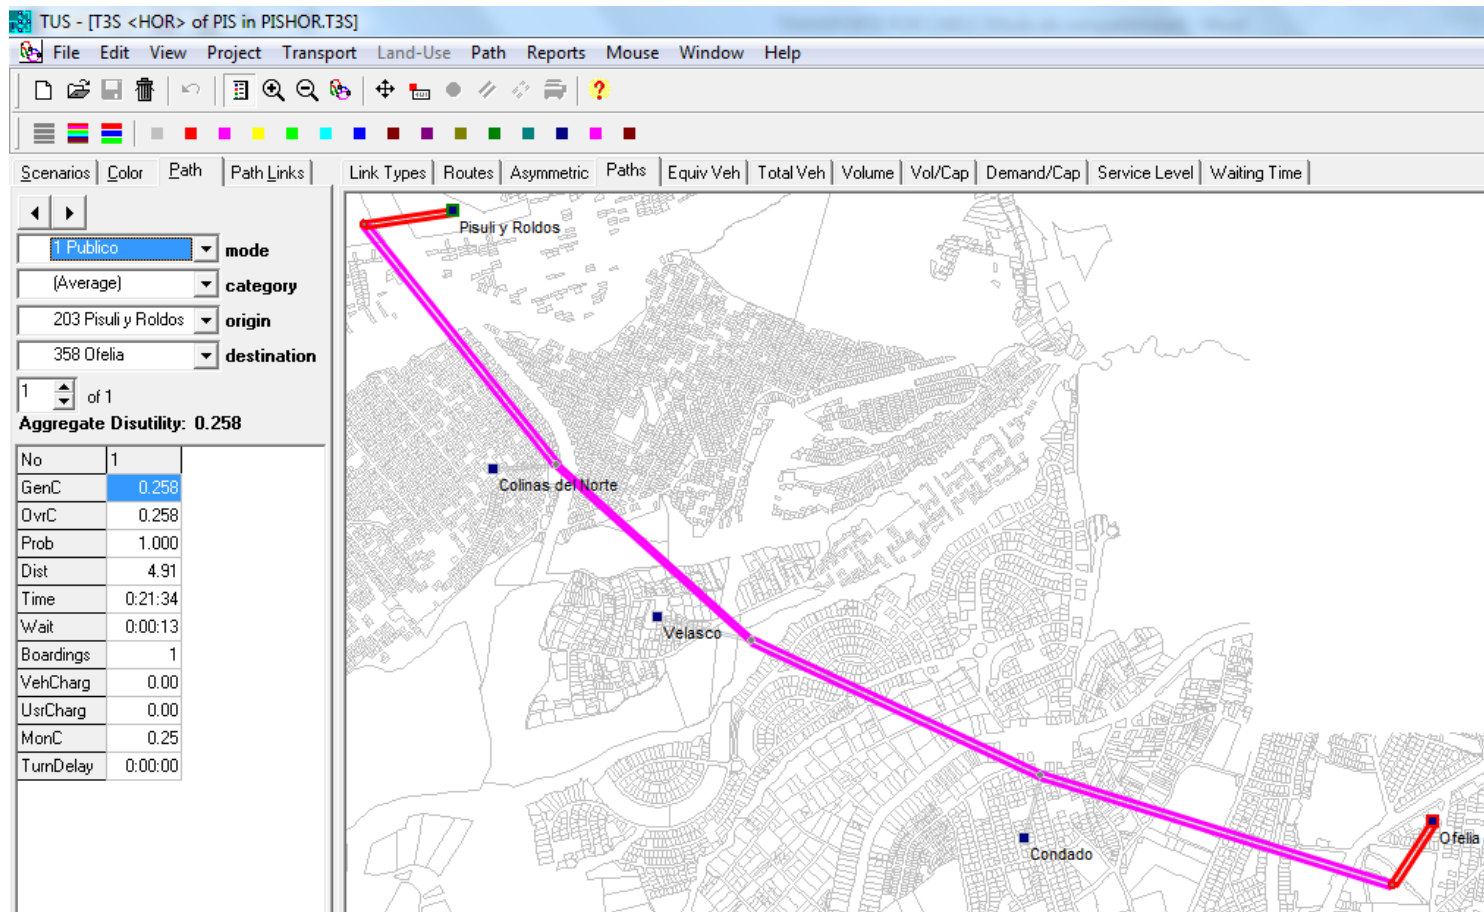 TUS - [T3S <HOR> of PIS in PISHOR.T3S]
File Edit View Project Transport Land-Use Path Reports Mouse Window Help
Scenarios Color Path Path Links Link Types Routes Asymmetric Paths Equiv Veh Total Veh Volume Vol/Cap Demand/Cap Service Level Waiting Time
1 Publico mode
(Average) category
203 Pisuli y Roldos origin
358 Ofelia destination
1 of 1
Aggregate Disutility: 0.258
No 1
GenC 0.258
OvrC 0.258
Prob 1.000
Dist 4.91
Time 0:21:34
Wait 0:00:13
Boardings 1
VehCharg 0.00
UsrCharg 0.00
MonC 0.25
TurnDelay 0:00:00
Pisuli y Roldos
Colinas del Norte
Velasco
Condado
Ofelia